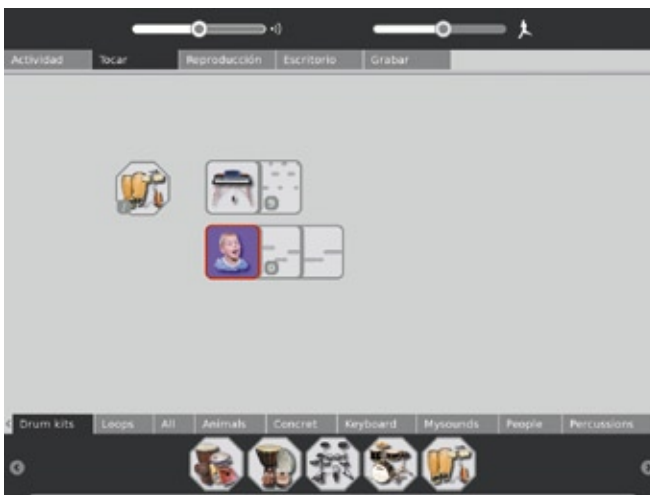 Actividad Tocar Reproducción Escritorio Grabar
Drum kits Loops All Animals Concret Keyboard Mysounds People Percussions